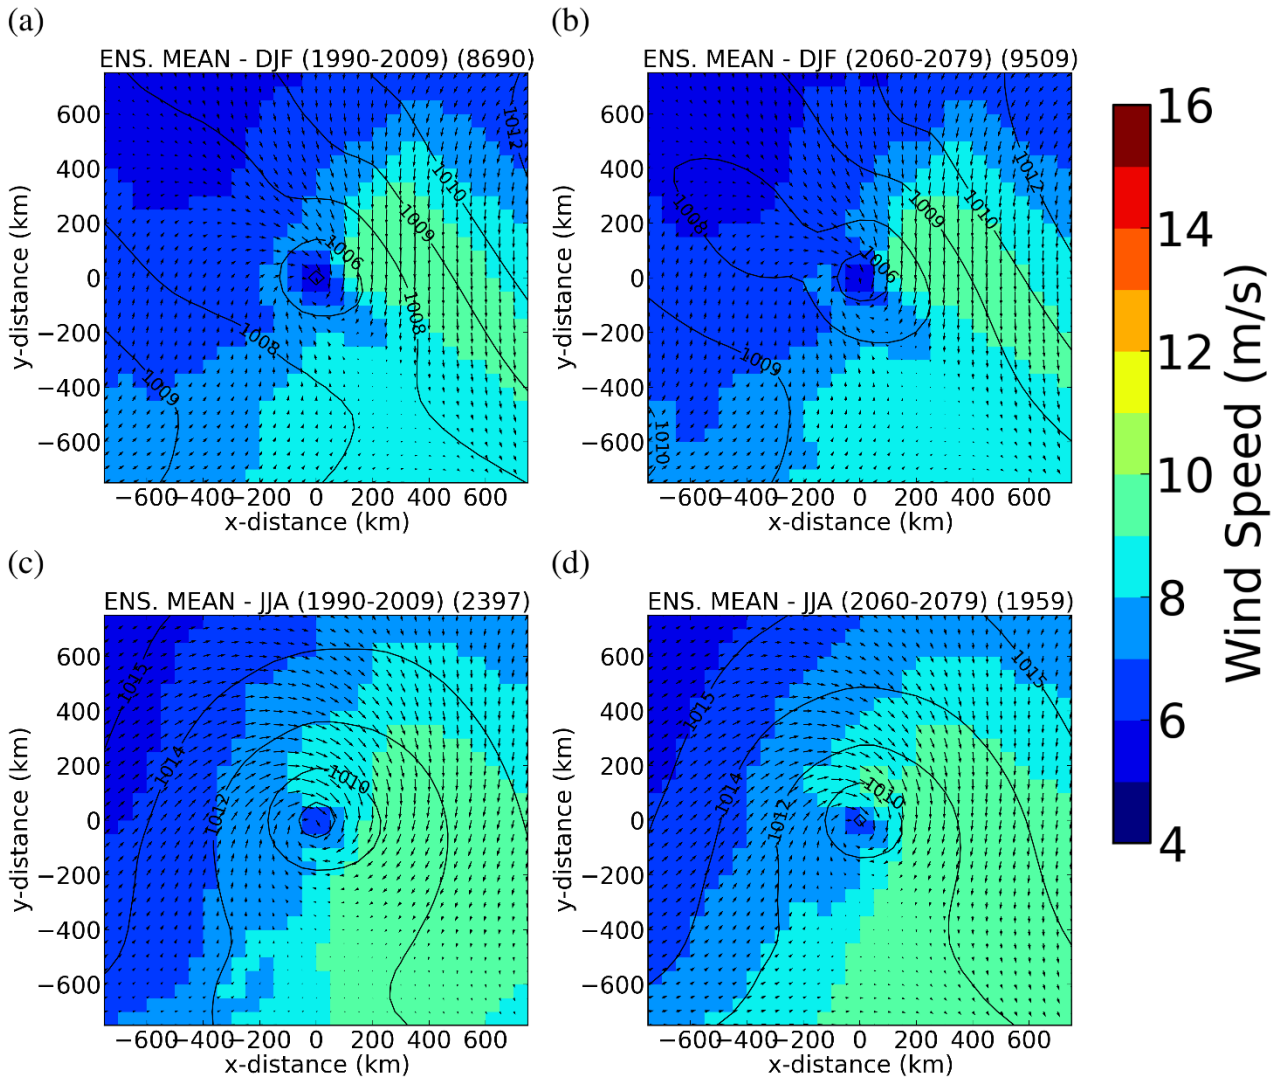 (a)
(b)
ENS. MEAN - DJF (1990-2009) (8690)
ENS. MEAN - DJF (2060-2079) (9509)
y-distance (km)
600
400
200
0
−200
−400
−600
−600−400−200 0 200 400 600
x-distance (km)
1012
1010
1009
1006
1008
1008
1009
y-distance (km)
600
400
200
0
−200
−400
−600
−600−400−200 0 200 400 600
x-distance (km)
1012
1010
1009
1008
1006
1009
1010
(c)
(d)
ENS. MEAN - JJA (1990-2009) (2397)
ENS. MEAN - JJA (2060-2079) (1959)
y-distance (km)
600
400
200
0
−200
−400
−600
−600−400−200 0 200 400 600
x-distance (km)
1015
1014
1010
1012
y-distance (km)
600
400
200
0
−200
−400
−600
−600−400−200 0 200 400 600
x-distance (km)
1015
1015
1014
1010
1012
16
14
12
10
8
6
4
Wind Speed (m/s)